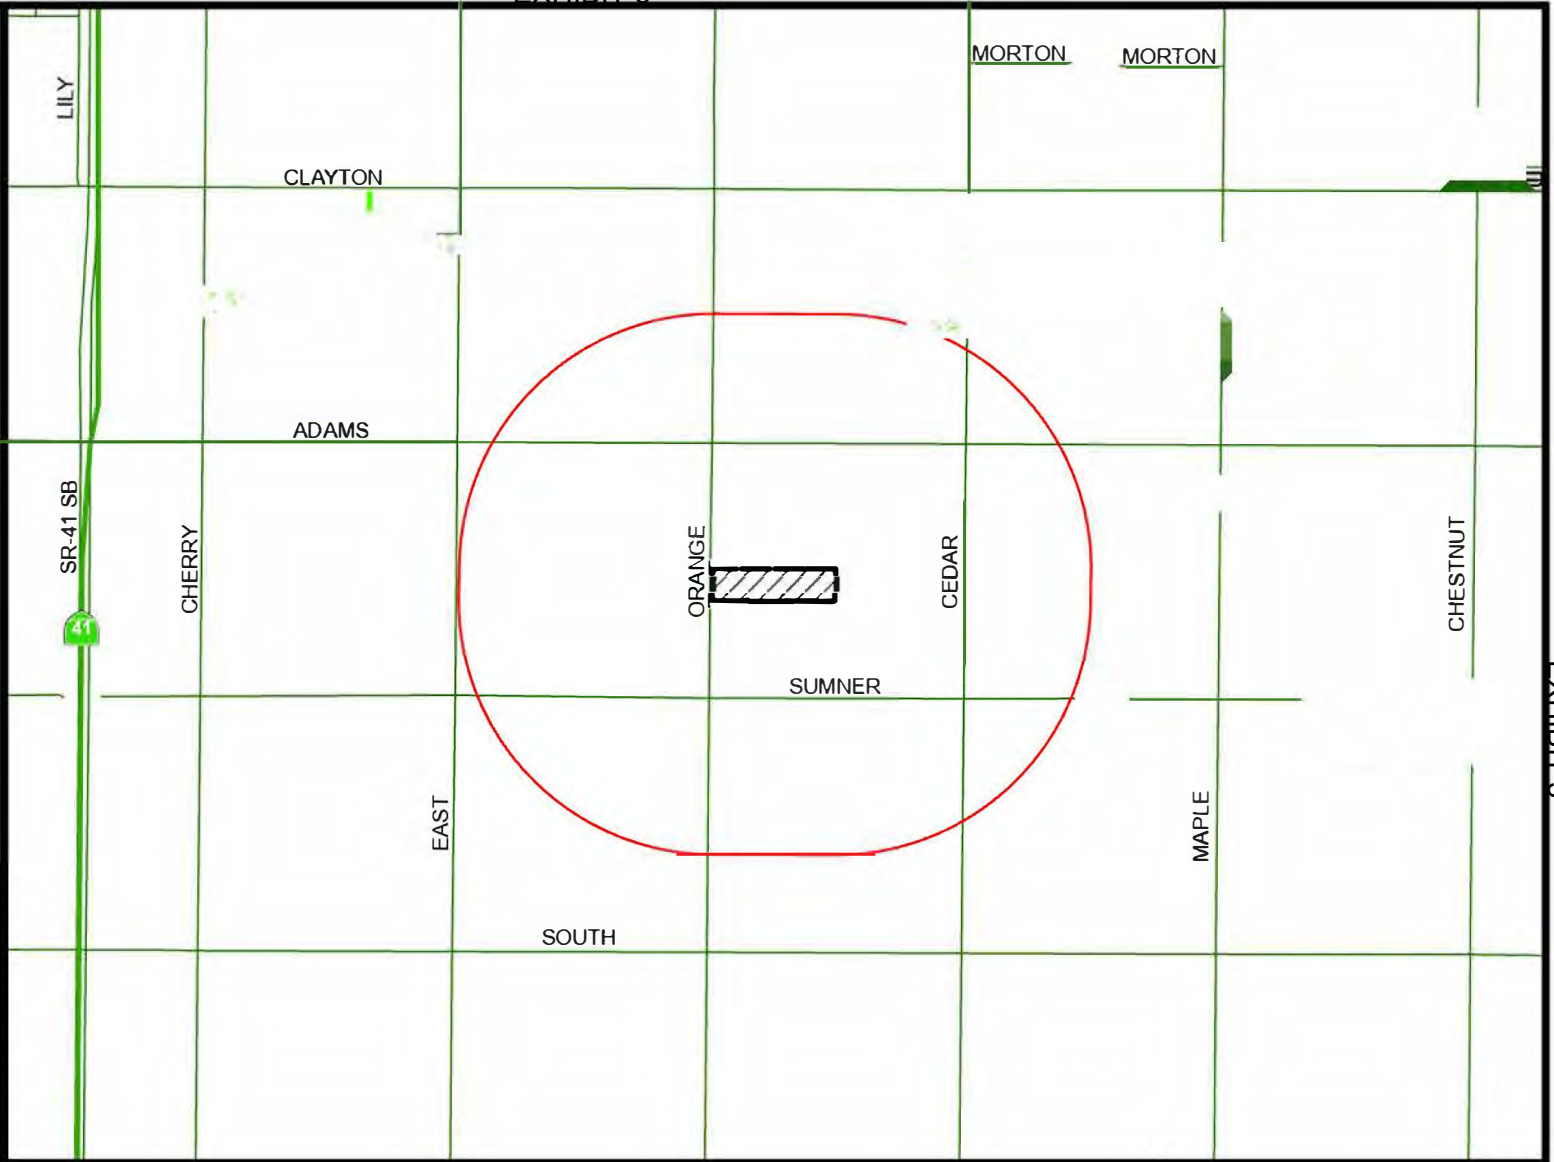 MORTON
MORTON
LILY
CLAYTON
ADAMS
SR-41 SB
CHERRY
ORANGE
CEDAR
CHESTNUT
41
SUMNER
EAST
MAPLE
SOUTH